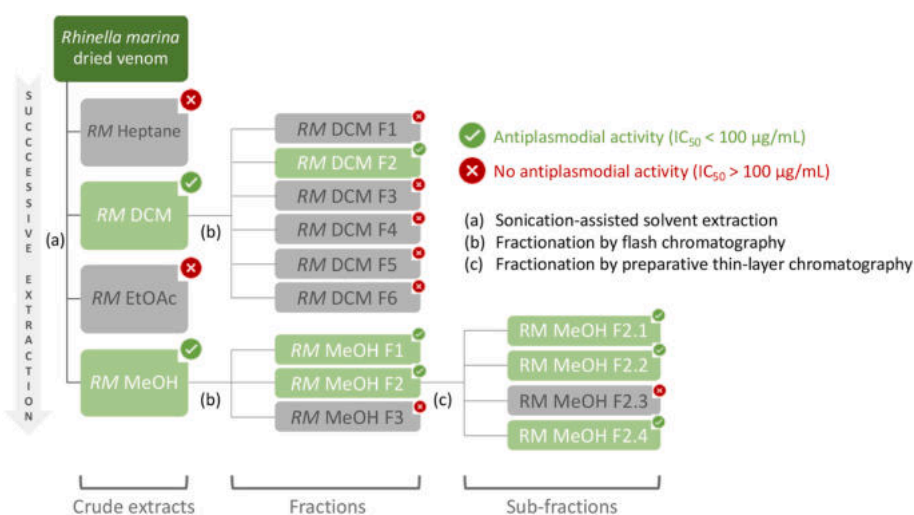 Rhinella marina
dried venom
SUCCCESSIVE EXTRACTION
(a)
RM Heptane
RM DCM
RM EtOAc
RM MeOH
(b)
RM DCM F1
RM DCM F2
RM DCM F3
RM DCM F4
RM DCM F5
RM DCM F6
(b)
RM MeOH F1
RM MeOH F2
RM MeOH F3
(c)
RM MeOH F2.1
RM MeOH F2.2
RM MeOH F2.3
RM MeOH F2.4
Antiplasmodial activity (IC50 < 100 µg/mL)
No antiplasmodial activity (IC50 > 100 µg/mL)
(a) Sonication-assisted solvent extraction
(b) Fractionation by flash chromatography
(c) Fractionation by preparative thin-layer chromatography
Crude extracts
Fractions
Sub-fractions